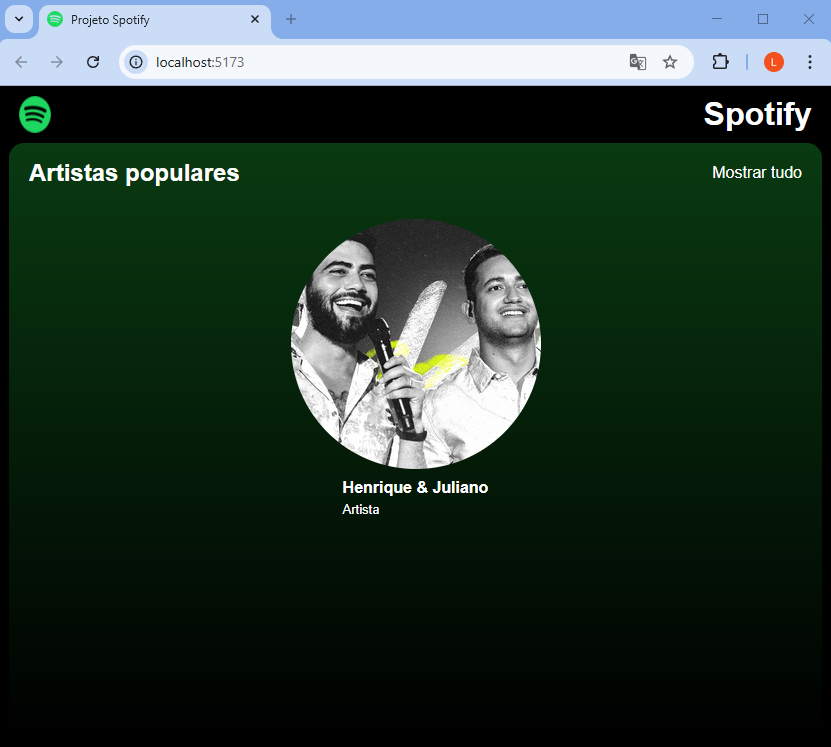 Projeto Spotify
localhost:5173
L
Spotify
Artistas populares
Mostrar tudo
Henrique & Juliano
Artista